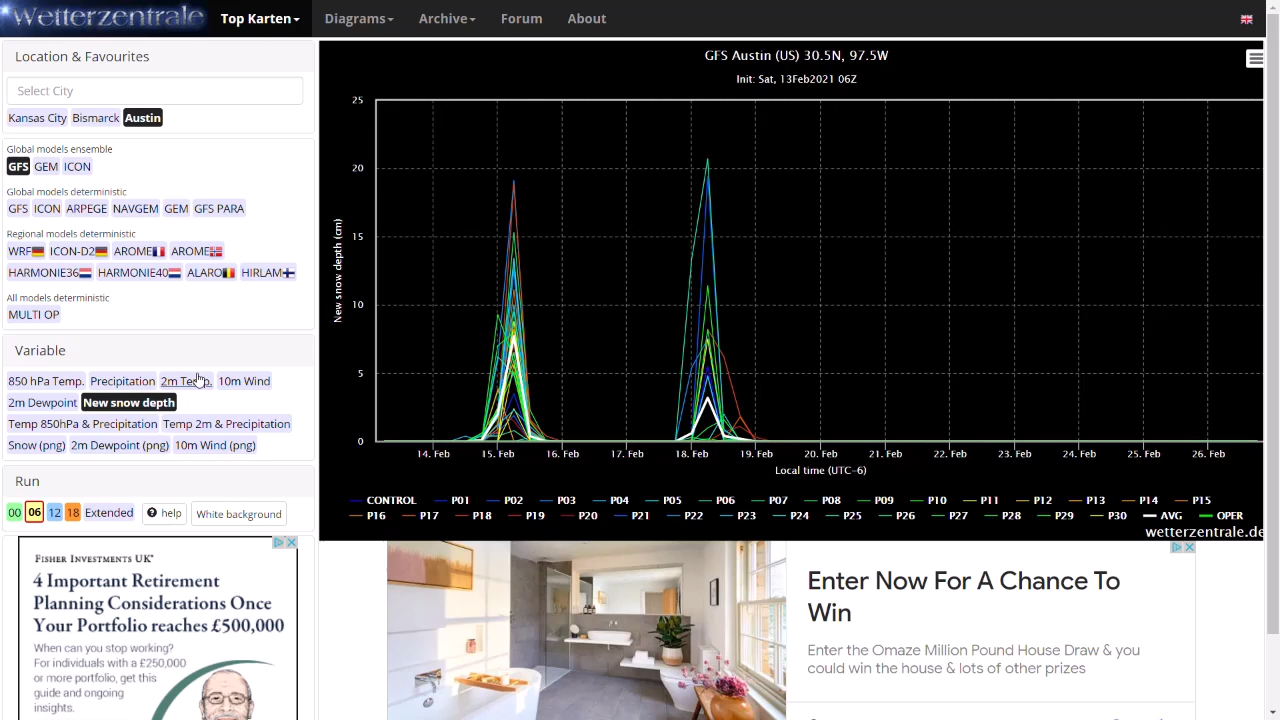 Wetterzentrale Top Karten Diagrams Archive Forum About
Location & Favourites
Select City
Kansas City Bismarck Austin
Global models ensemble
GFS GEM ICON
Global models deterministic
GFS ICON ARPEGE NAVGEM GEM GFS PARA
Regional models deterministic
WRF ICON-D2 AROME AROME
HARMONIE36 HARMONIE40 ALARO HIRLAM
All models deterministic
MULTI OP
Variable
850 hPa Temp. Precipitation 2m Temp. 10m Wind
2m Dewpoint New snow depth
Temp 850hPa & Precipitation Temp 2m & Precipitation
Snow (png) 2m Dewpoint (png) 10m Wind (png)
Run
00 06 12 18 Extended help White background
FISHER INVESTMENTS UK®
4 Important Retirement
Planning Considerations Once
Your Portfolio reaches £500,000
When can you stop working?
For individuals with a £250,000
or more portfolio, get this
guide and ongoing
insights.
GFS Austin (US) 30.5N, 97.5W
Init: Sat, 13Feb2021 06Z
New snow depth (cm)
25
20
15
10
5
0
14. Feb 15. Feb 16. Feb 17. Feb 18. Feb 19. Feb 20. Feb 21. Feb 22. Feb 23. Feb 24. Feb 25. Feb 26. Feb
Local time (UTC-6)
CONTROL P01 P02 P03 P04 P05 P06 P07 P08 P09 P10 P11 P12 P13 P14 P15
P16 P17 P18 P19 P20 P21 P22 P23 P24 P25 P26 P27 P28 P29 P30 AVG OPER
wetterzentrale.de
Enter Now For A Chance To
Win
Enter the Omaze Million Pound House Draw & you
could win the house & lots of other prizes